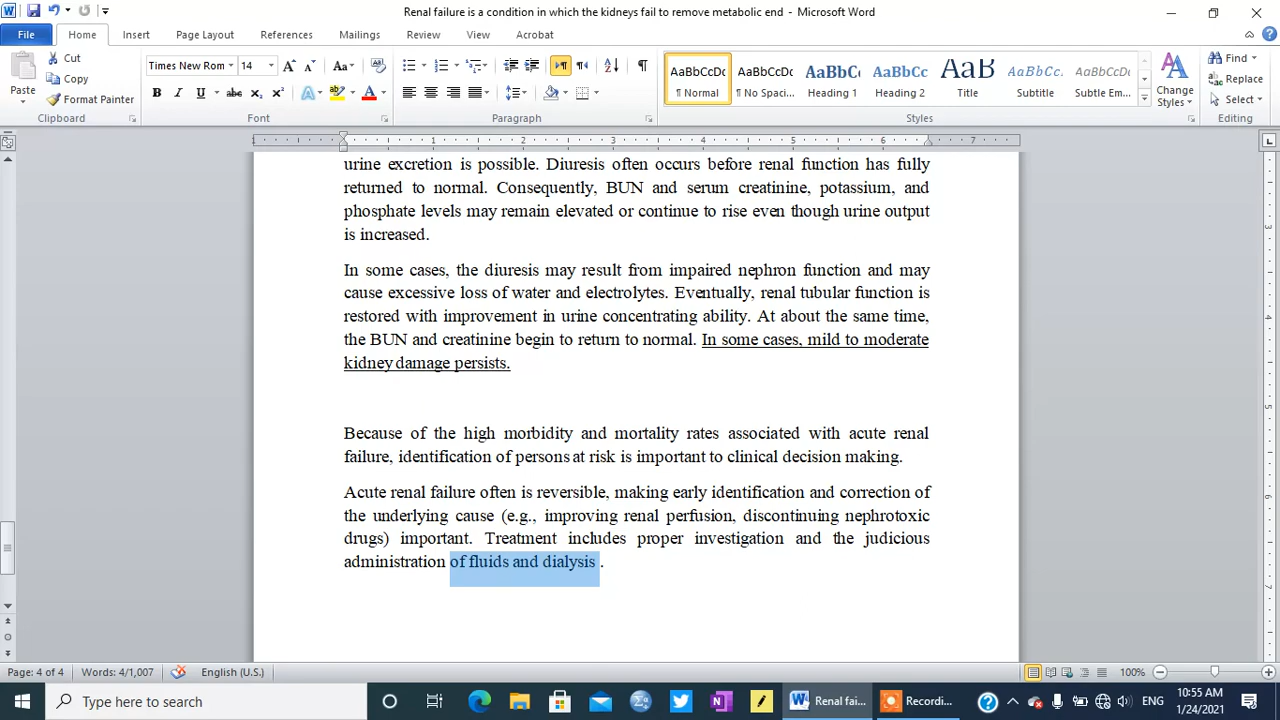 Renal failure is a condition in which the kidneys fail to remove metabolic end - Microsoft Word
File Home Insert Page Layout References Mailings Review View Acrobat
Paste
Cut
Copy
Format Painter
Clipboard
Times New Rom 14
Font
Paragraph
AaBbCcDc AaBbCcDc AaBbCc AaBbCc AaB AaBbCc. AaBbCcDc
¶ Normal ¶ No Spaci... Heading 1 Heading 2 Title Subtitle Subtle Em...
Change Styles
Styles
Find
Replace
Select
Editing
1 1 2 3 4 5 6 7
urine excretion is possible. Diuresis often occurs before renal function has fully
returned to normal. Consequently, BUN and serum creatinine, potassium, and
phosphate levels may remain elevated or continue to rise even though urine output
is increased.
In some cases, the diuresis may result from impaired nephron function and may
cause excessive loss of water and electrolytes. Eventually, renal tubular function is
restored with improvement in urine concentrating ability. At about the same time,
the BUN and creatinine begin to return to normal. In some cases, mild to moderate
kidney damage persists.
Because of the high morbidity and mortality rates associated with acute renal
failure, identification of persons at risk is important to clinical decision making.
Acute renal failure often is reversible, making early identification and correction of
the underlying cause (e.g., improving renal perfusion, discontinuing nephrotoxic
drugs) important. Treatment includes proper investigation and the judicious
administration of fluids and dialysis .
Page: 4 of 4 Words: 4/1,007 English (U.S.) 100%
Type here to search
Renal fai... Recordi... ENG
10:55 AM
1/24/2021